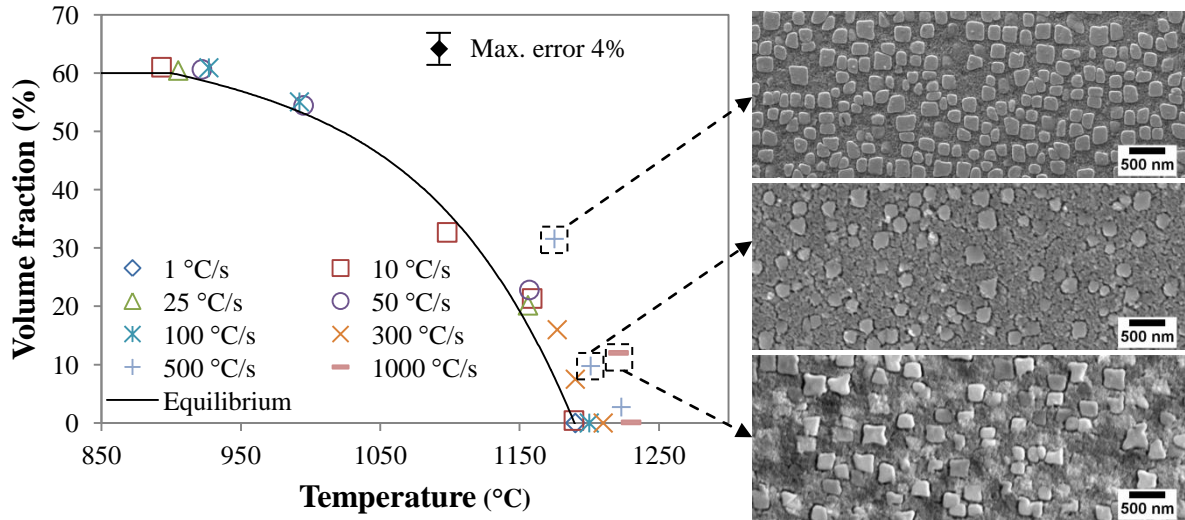 70
60
50
40
30
20
10
0
Volume fraction (%)
Max. error 4%
1 °C/s
10 °C/s
25 °C/s
50 °C/s
100 °C/s
300 °C/s
500 °C/s
1000 °C/s
Equilibrium
850
950
1050
1150
1250
Temperature (°C)
500 nm
500 nm
500 nm